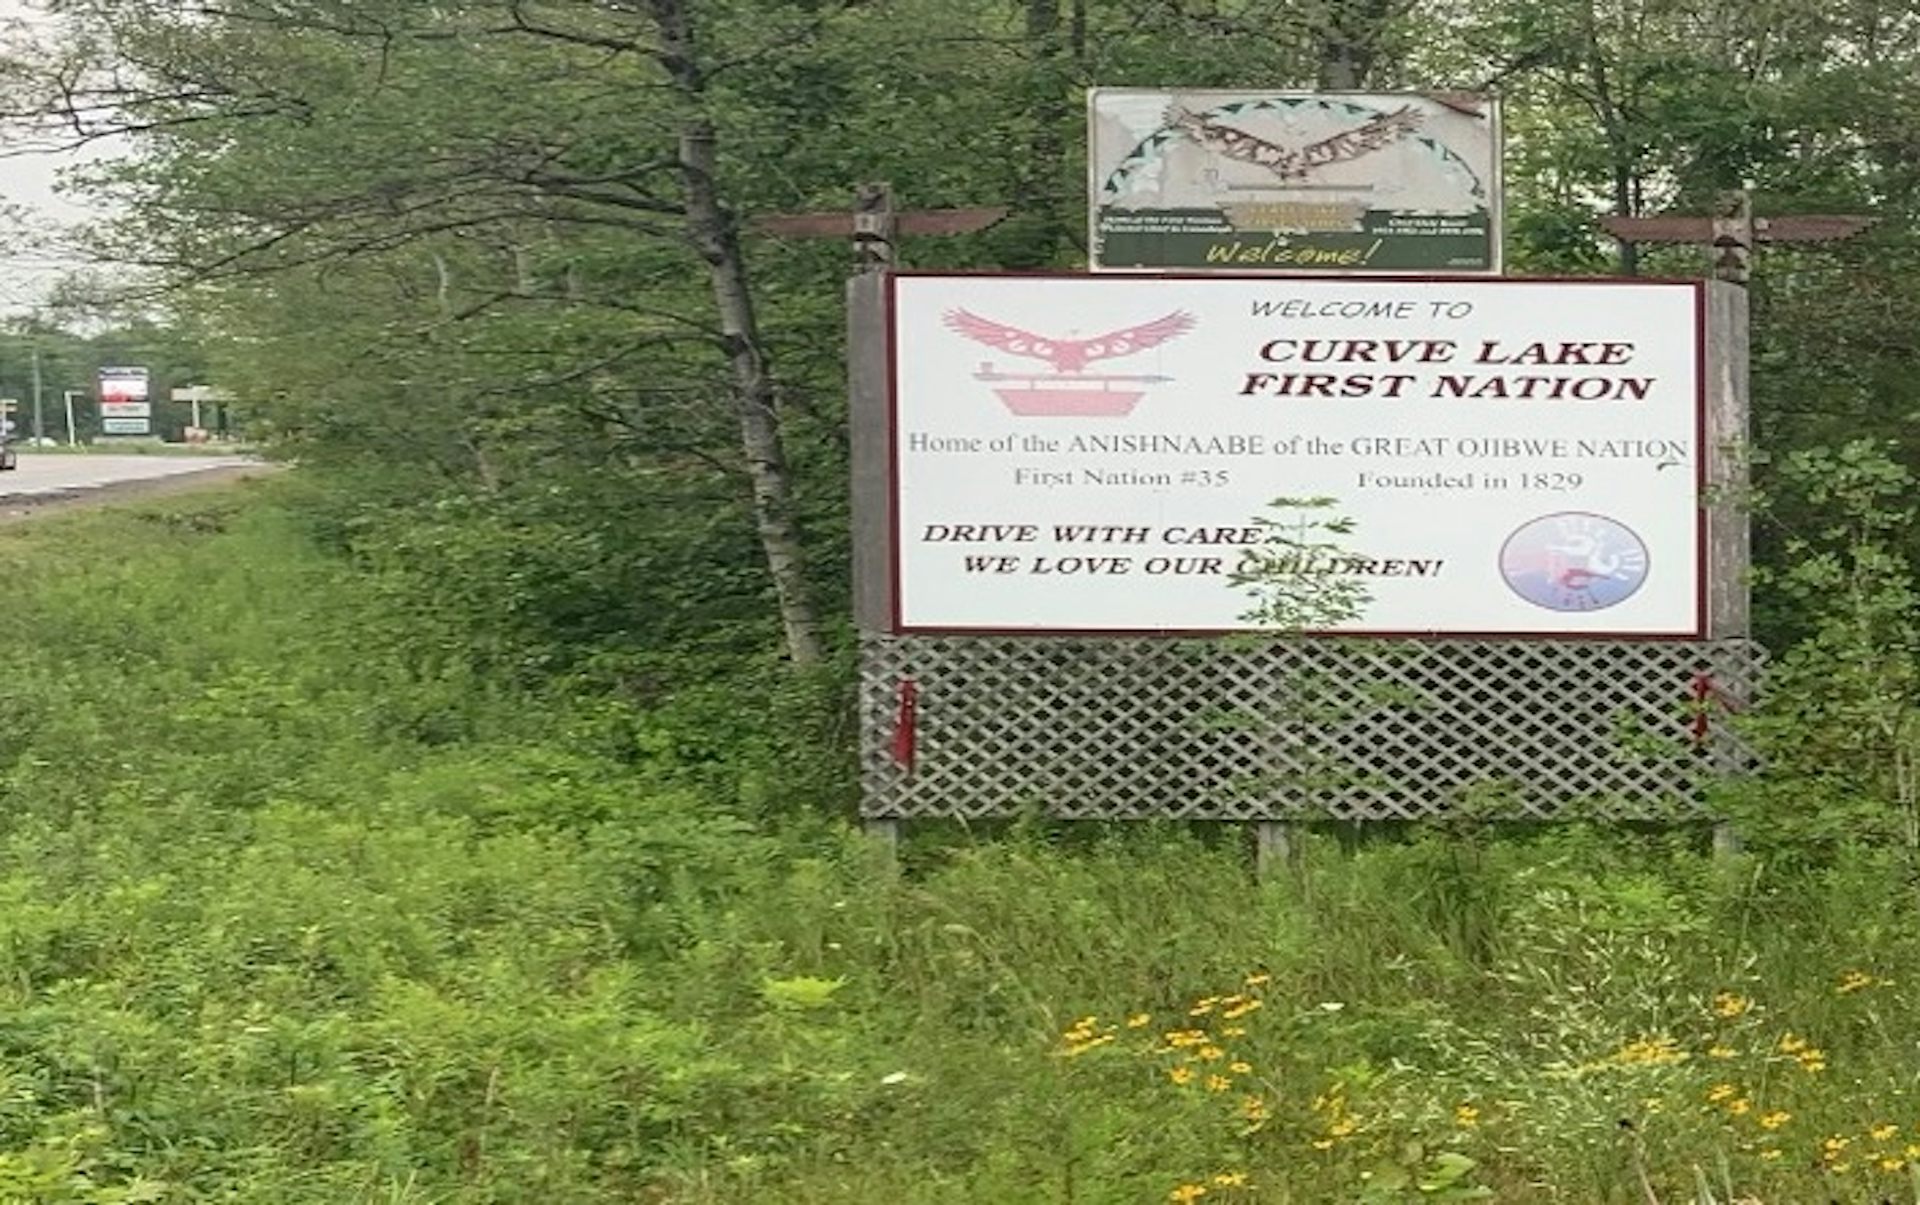 Welcome!
WELCOME TO
CURVE LAKE
FIRST NATION
Home of the ANISHNAABE of the GREAT OJIBWE NATION
First Nation #35 Founded in 1829
DRIVE WITH CARE
WE LOVE OUR CHILDREN!